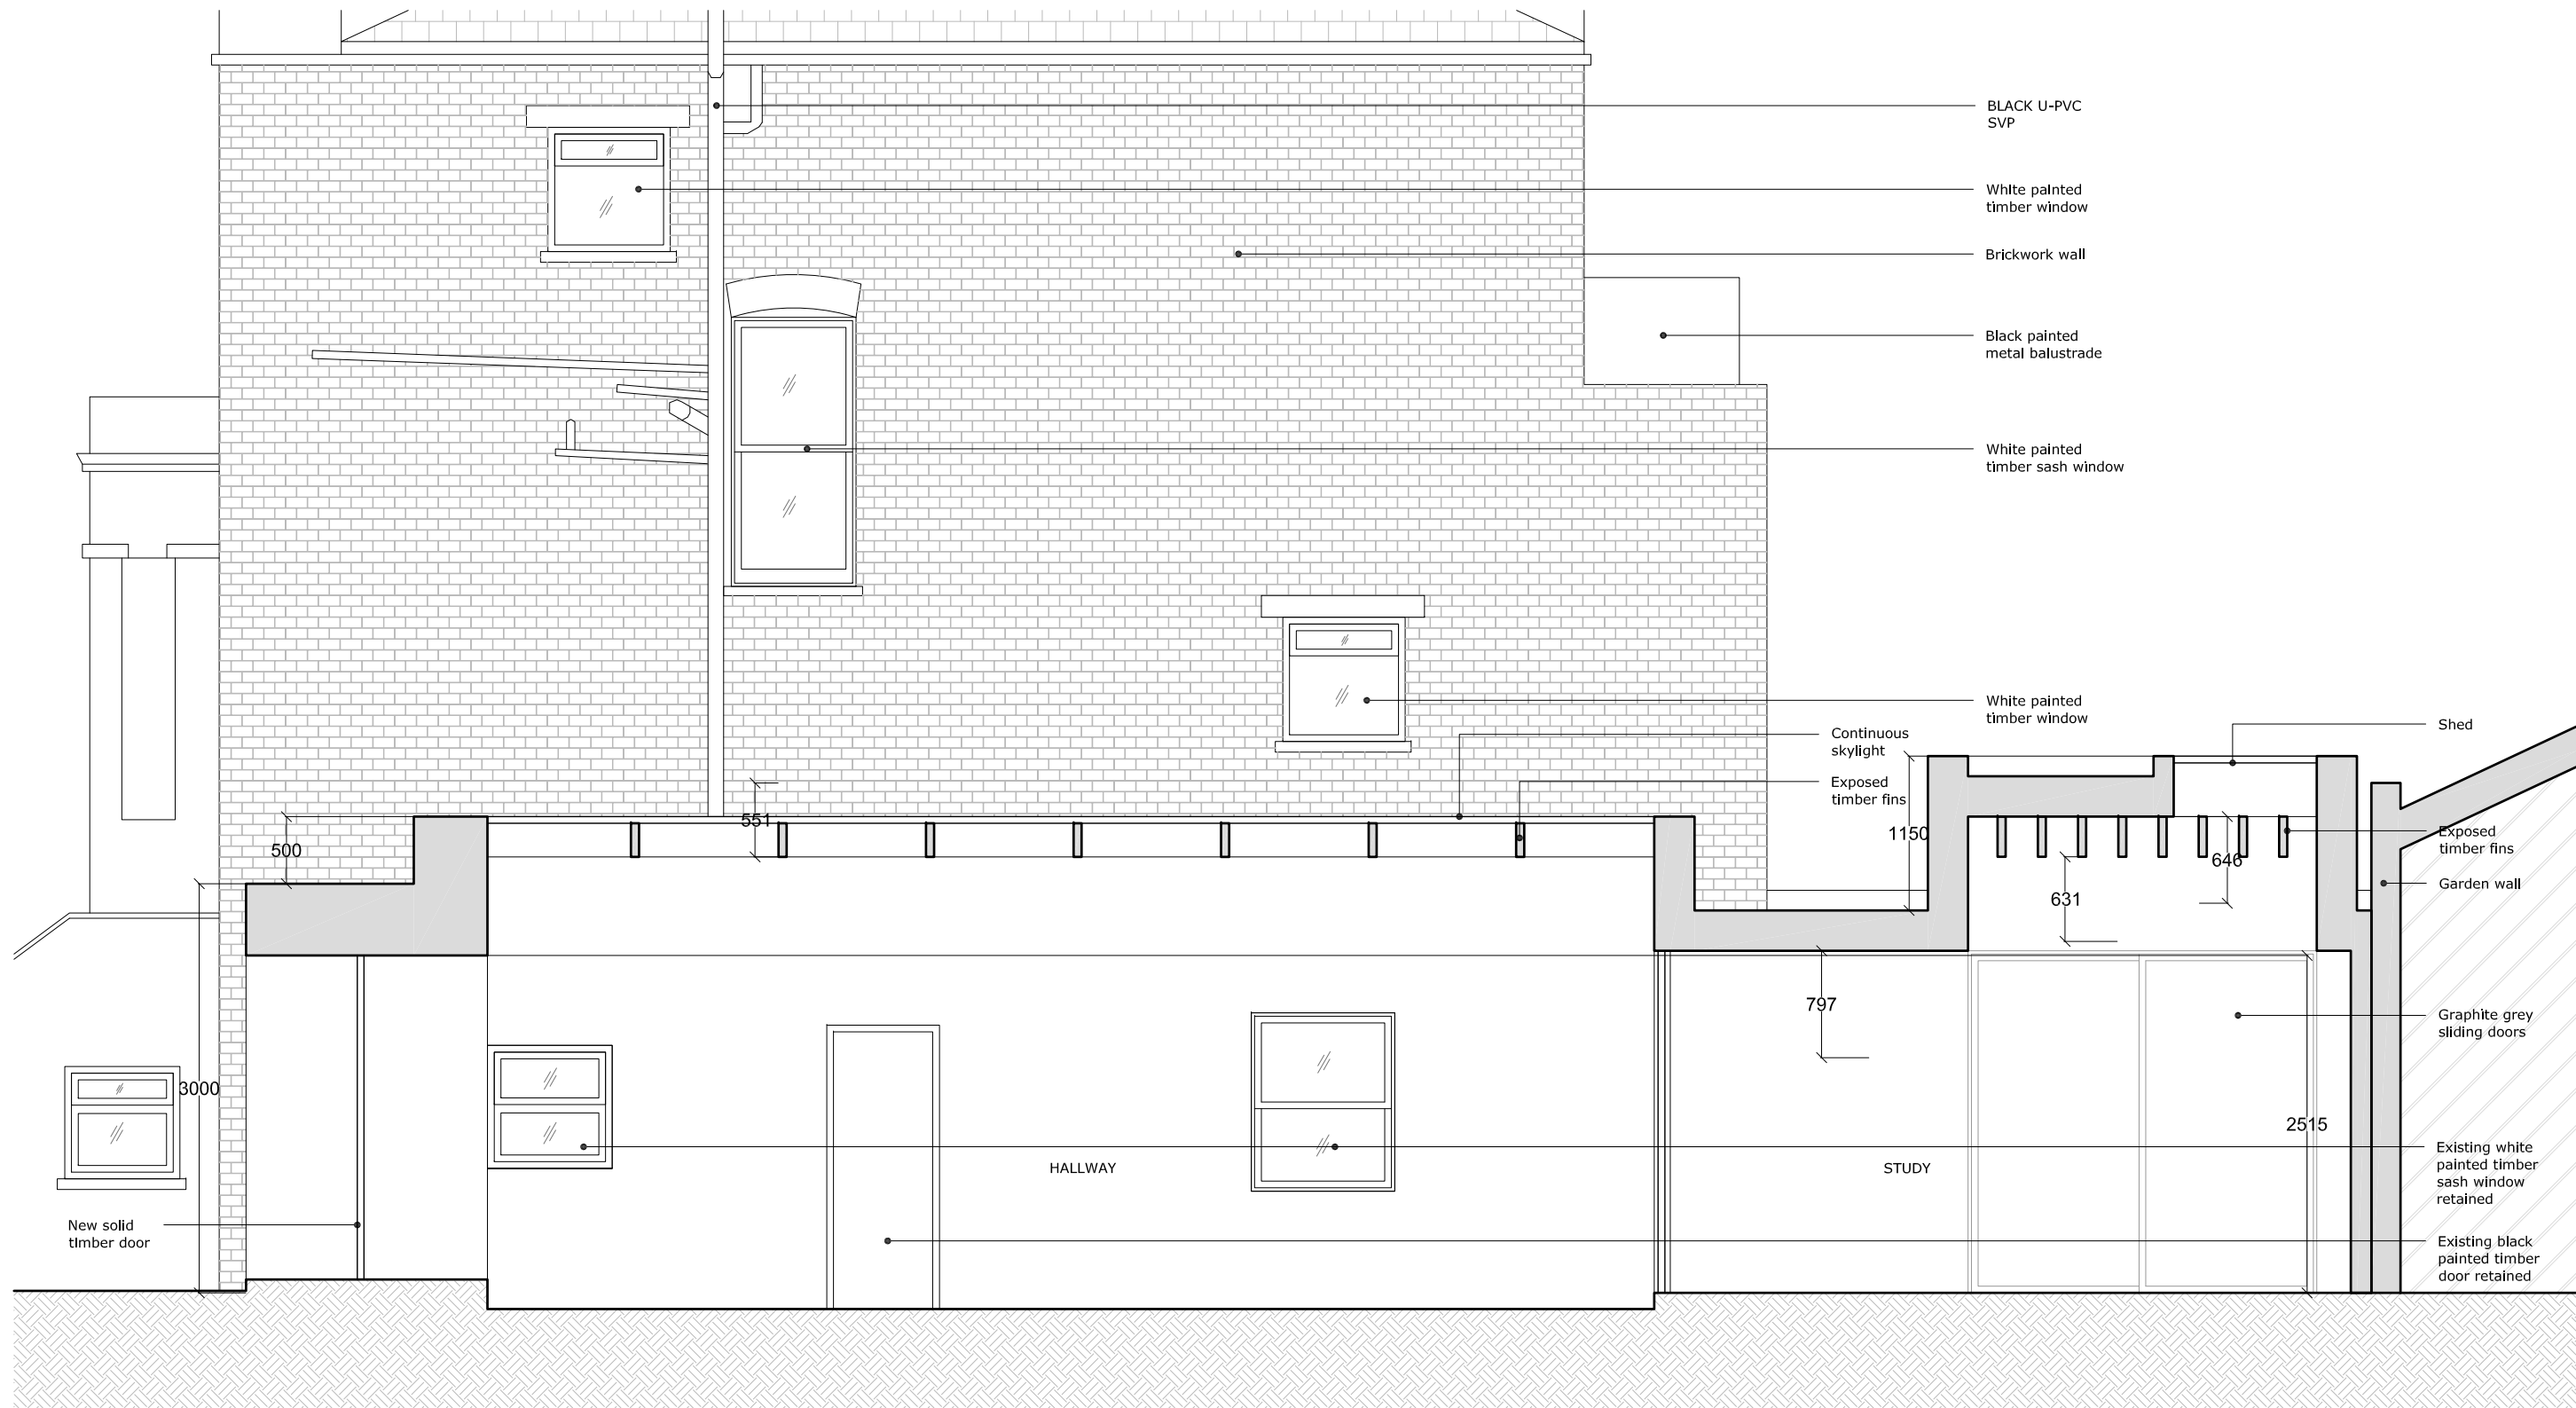 BLACK U-PVC
SVP
White painted
timber window
Brickwork wall
Black painted
metal balustrade
White painted
timber sash window
White painted
timber window
Shed
Continuous
skylight
Exposed
timber fins
551
500
1150
646
631
Exposed
timber fins
Garden wall
797
Graphite grey
sliding doors
3000
2515
Existing white
painted timber
sash window
retained
HALLWAY
STUDY
New solid
timber door
Existing black
painted timber
door retained